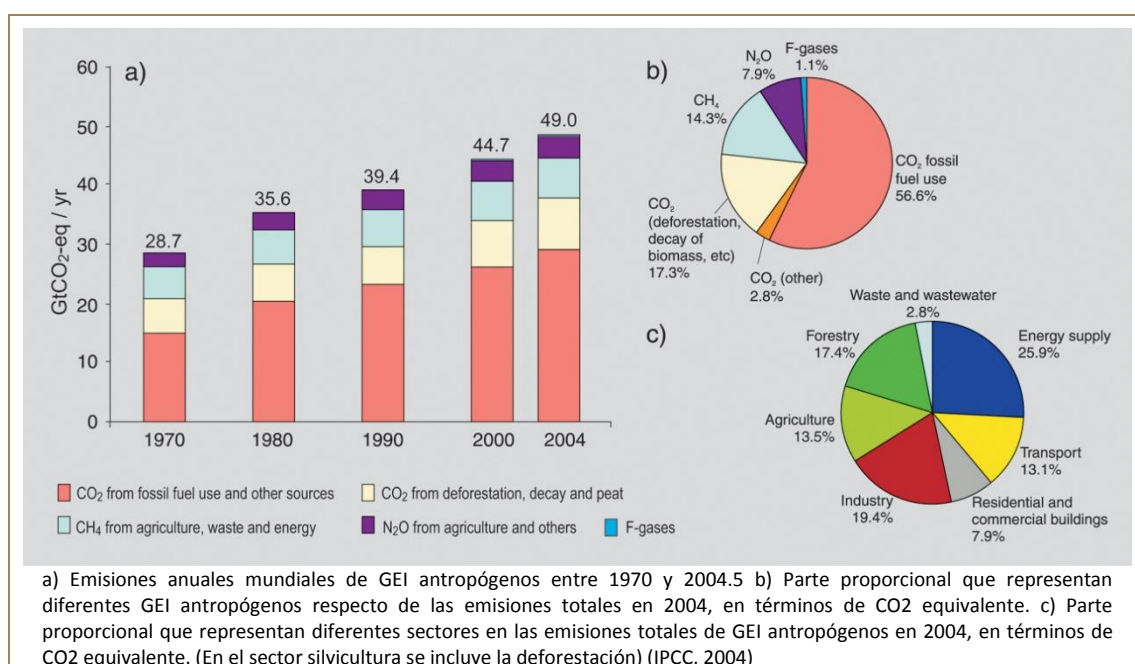 a)
60
50
40
30
20
10
0
GtCO₂-eq / yr
28.7
35.6
39.4
44.7
49.0
1970
1980
1990
2000
2004
CO₂ from fossil fuel use and other sources
CO₂ from deforestation, decay and peat
CH₄ from agriculture, waste and energy
N₂O from agriculture and others
F-gases
b)
F-gases
1.1%
N₂O
7.9%
CH₄
14.3%
CO₂ fossil
fuel use
56.6%
CO₂
(deforestation,
decay of
biomass, etc)
17.3%
CO₂ (other)
2.8%
c)
Waste and wastewater
2.8%
Forestry
17.4%
Energy supply
25.9%
Agriculture
13.5%
Transport
13.1%
Industry
19.4%
Residential and
commercial buildings
7.9%
a) Emisiones anuales mundiales de GEI antropógenos entre 1970 y 2004.5 b) Parte proporcional que representan
diferentes GEI antropógenos respecto de las emisiones totales en 2004, en términos de CO2 equivalente. c) Parte
proporcional que representan diferentes sectores en las emisiones totales de GEI antropógenos en 2004, en términos de
CO2 equivalente. (En el sector silvicultura se incluye la deforestación) (IPCC, 2004)